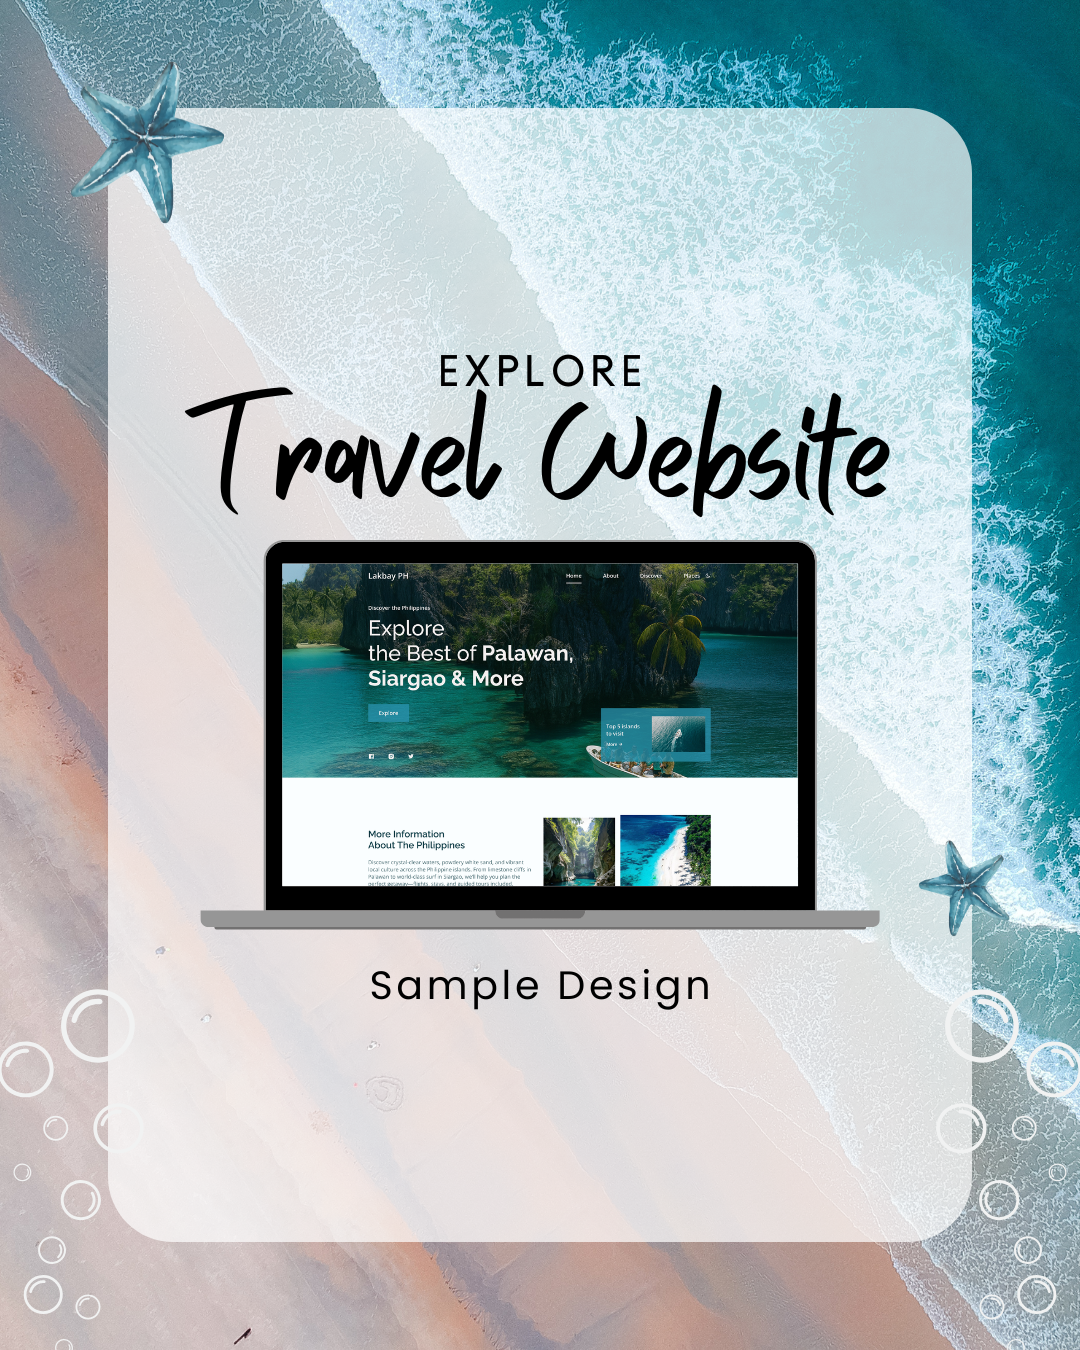 EXPLORE
Travel Website
Lakbay PH
Home About Discover Places
Discover the Philippines
Explore
the Best of Palawan,
Siargao & More
Explore
Top 5 islands
to visit
More
More Information
About The Philippines
Discover crystal-clear waters, powdery white sand, and vibrant
local culture across the Philippine islands. From limestone cliffs in
Palawan to world-class surf in Siargao, we'll help you plan the
perfect getaway—flights, stays, and guided tours included.
Sample Design